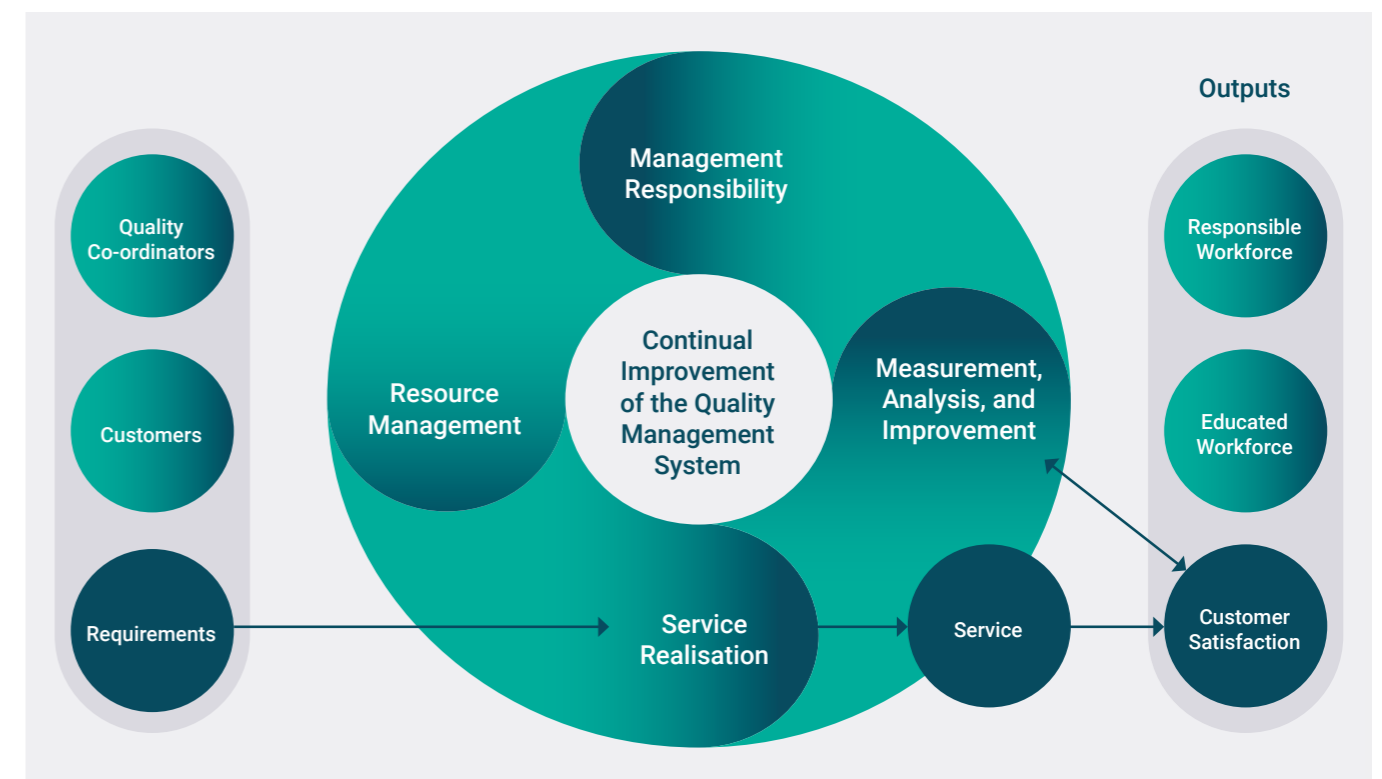 Outputs
Quality
Co-ordinators
Customers
Requirements
Management
Responsibility
Resource
Management
Continual
Improvement
of the Quality
Management
System
Measurement,
Analysis, and
Improvement
Service
Realisation
Service
Responsible
Workforce
Educated
Workforce
Customer
Satisfaction